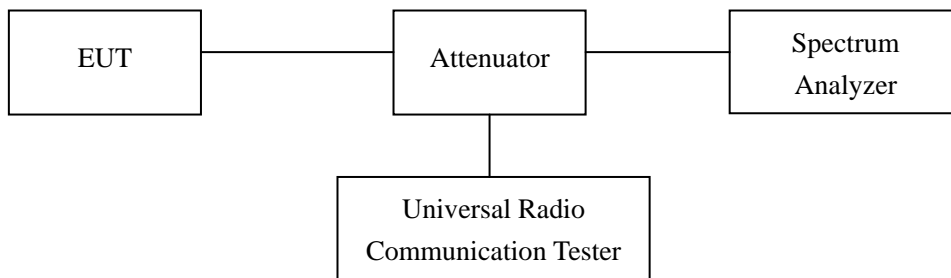 EUT
Attenuator
Spectrum
Analyzer
Universal Radio
Communication Tester